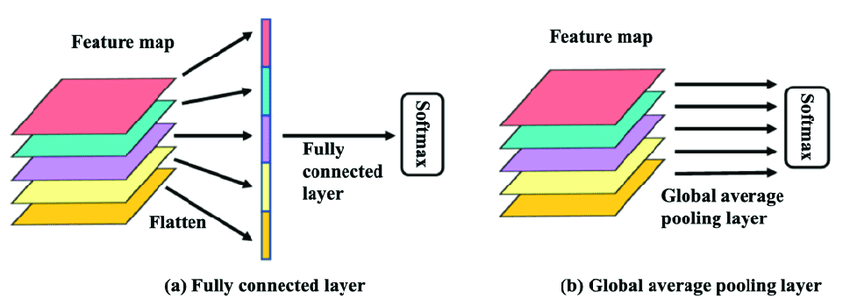 Feature map
Flatten
Fully
connected
layer
Softmax
(a) Fully connected layer
Feature map
Softmax
Global average
pooling layer
(b) Global average pooling layer